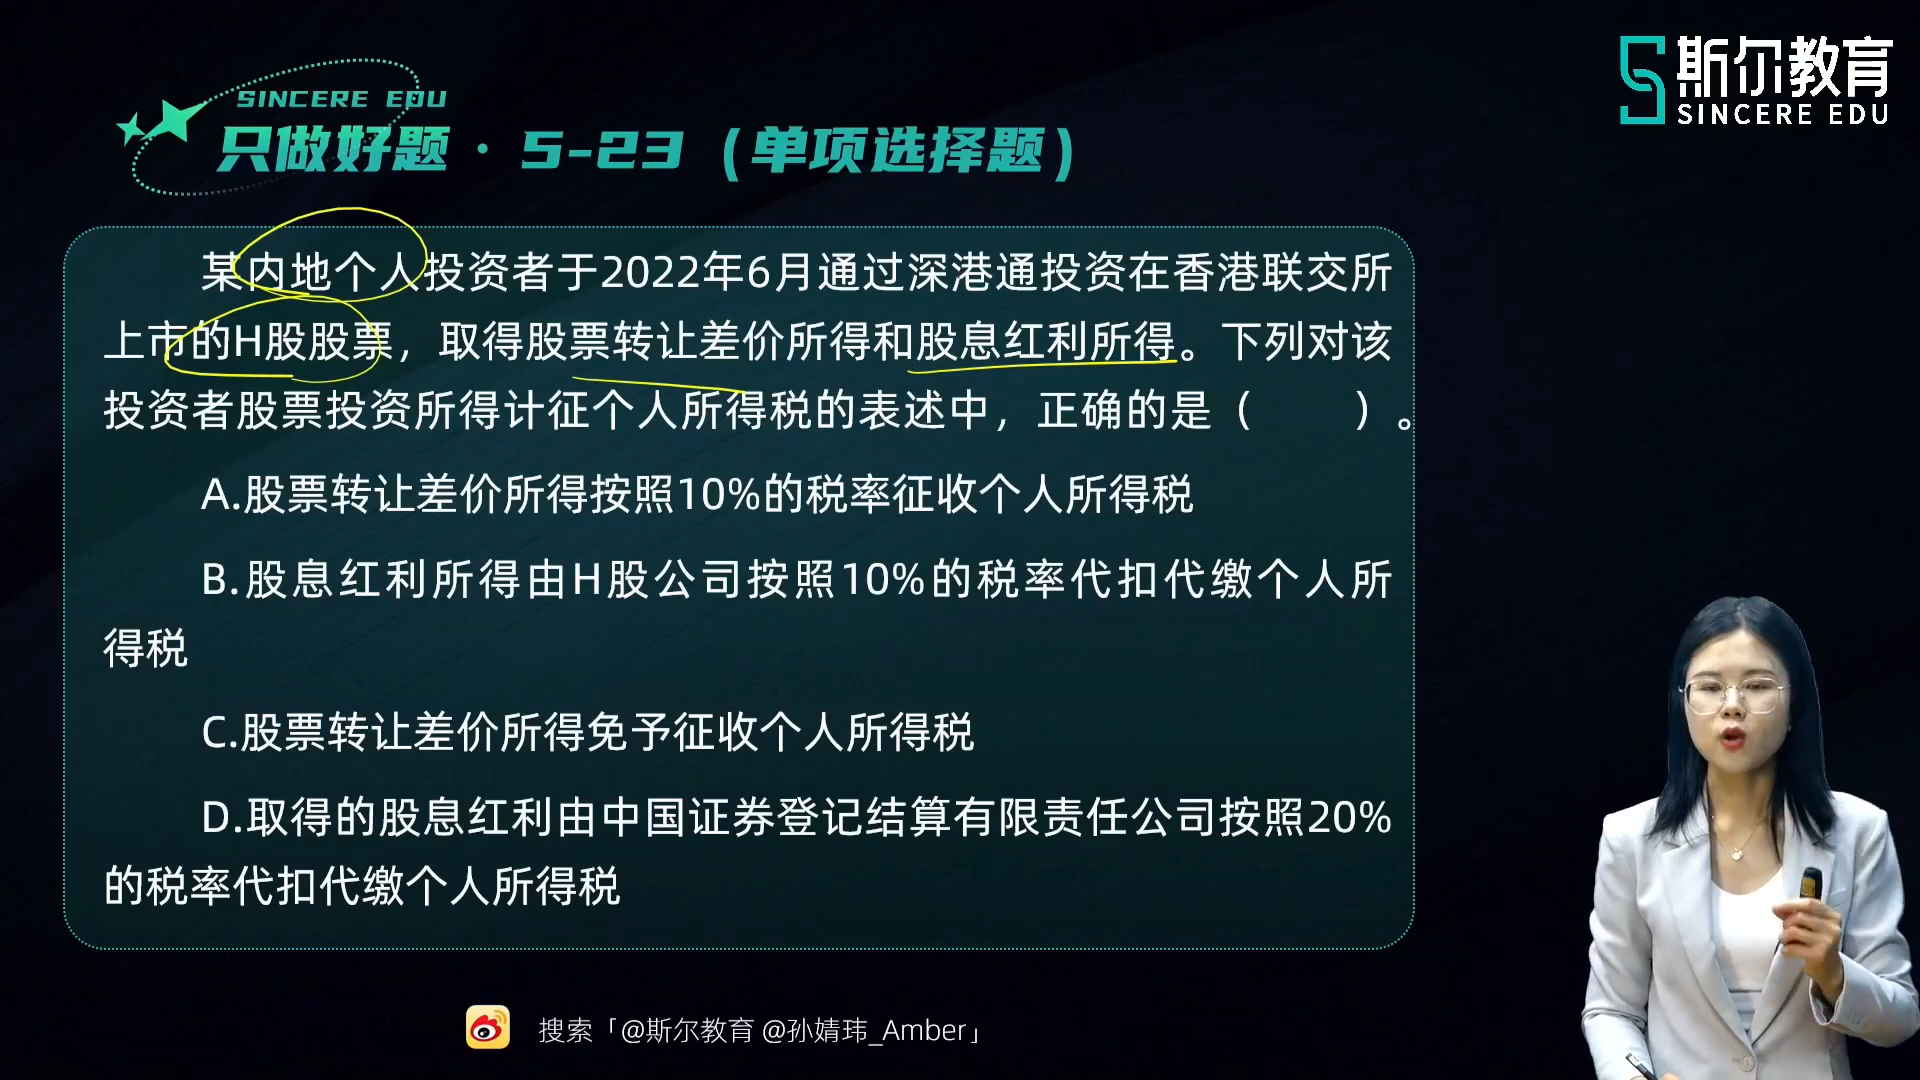 SINCERE EDU
只做好题·5-23（单项选择题）
斯尔教育
SINCERE EDU
某内地个人投资者于2022年6月通过深港通投资在香港联交所
上市的H股股票，取得股票转让差价所得和股息红利所得。下列对该
投资者股票投资所得计征个人所得税的表述中，正确的是（　　）。
A.股票转让差价所得按照10%的税率征收个人所得税
B.股息红利所得由H股公司按照10%的税率代扣代缴个人所
得税
C.股票转让差价所得免予征收个人所得税
D.取得的股息红利由中国证券登记结算有限责任公司按照20%
的税率代扣代缴个人所得税
搜索「@斯尔教育 @孙婧玮_Amber」